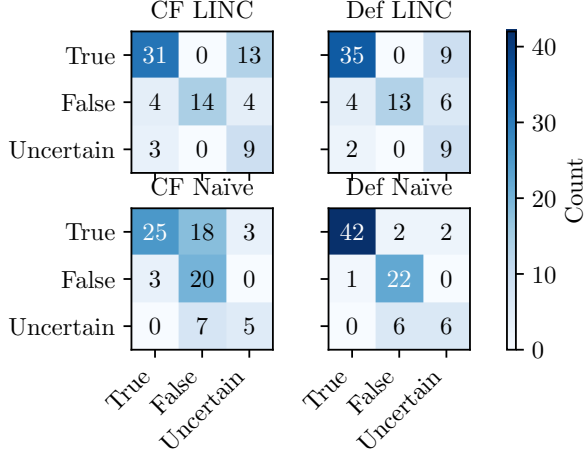 CF LINC Def LINC
True 31 0 13 35 0 9
False 4 14 4 4 13 6
Uncertain 3 0 9 2 0 9
CF Naïve Def Naïve
True 25 18 3 42 2 2
False 3 20 0 1 22 0
Uncertain 0 7 5 0 6 6
True False Uncertain True False Uncertain
40
30
20
10
0
Count